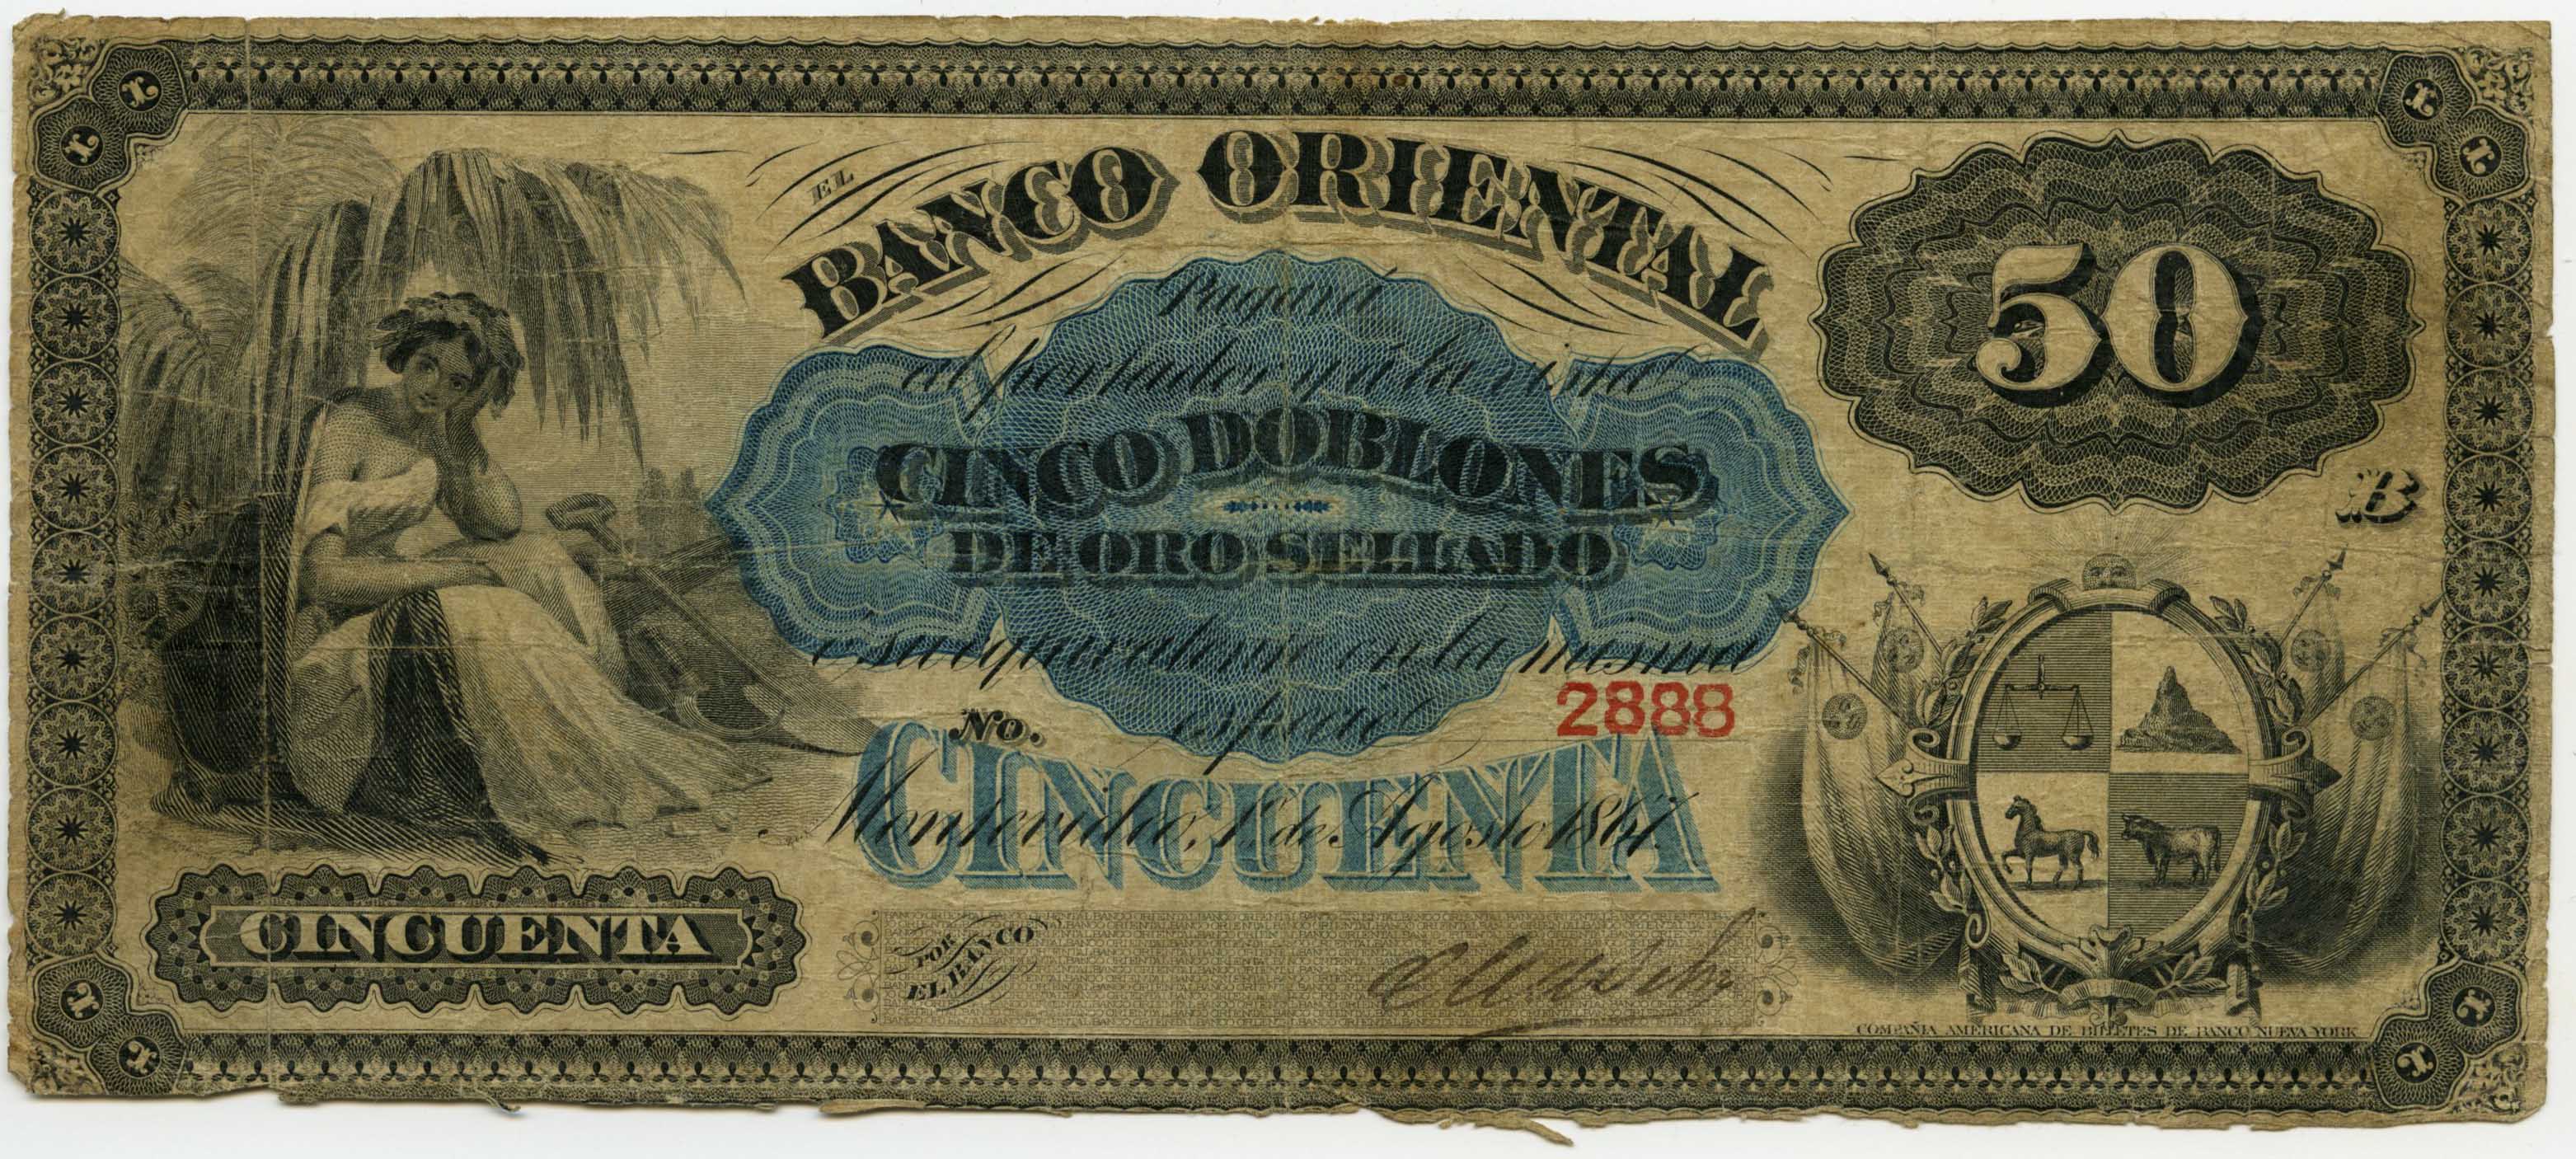 EL
BANCO ORIENTAL
50
Pagará
al portador y á la vista
CINCO DOBLONES
DE ORO SELLADO
B
ó su equivalente en la misma
especie
No. 2888
CINCUENTA
Montevideo, 1º de Agosto 1867.
CINCUENTA
POR
EL BANCO
COMPAÑIA AMERICANA DE BILLETES DE BANCO NUEVA YORK